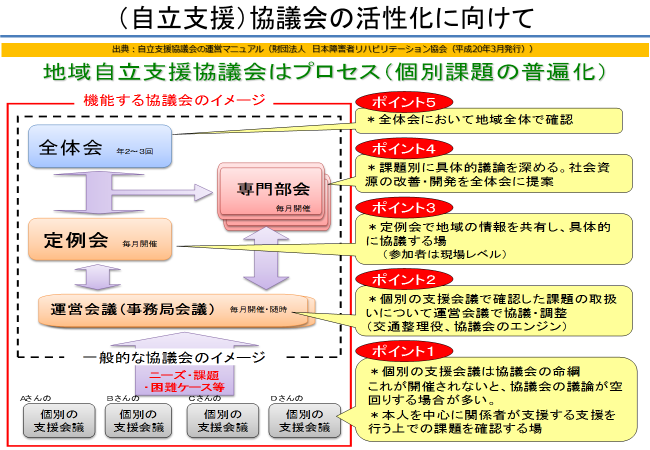 （自立支援）協議会の活性化に向けて
出典：自立支援協議会の運営マニュアル（財団法人　日本障害者リハビリテーション協会（平成20年3月発行））
地域自立支援協議会はプロセス（個別課題の普遍化）
機能する協議会のイメージ
全体会 年2～3回
専門部会
毎月開催
定例会 毎月開催
運営会議（事務局会議） 毎月開催・随時
一般的な協議会のイメージ
ニーズ・課題
・困難ケース等
Aさんの
個別の
支援会議
Bさんの
個別の
支援会議
Cさんの
個別の
支援会議
Dさんの
個別の
支援会議
ポイント5
＊全体会において地域全体で確認
ポイント4
＊課題別に具体的議論を深める。社会資
源の改善・開発を全体会に提案
ポイント3
＊定例会で地域の情報を共有し、具体的
に協議する場
（参加者は現場レベル）
ポイント2
＊個別の支援会議で確認した課題の取扱
いについて運営会議で協議・調整
（交通整理役、協議会のエンジン）
ポイント1
＊個別の支援会議は協議会の命綱
これが開催されないと、協議会の議論が空
回りする場合が多い。
＊本人を中心に関係者が支援する支援を
行う上での課題を確認する場